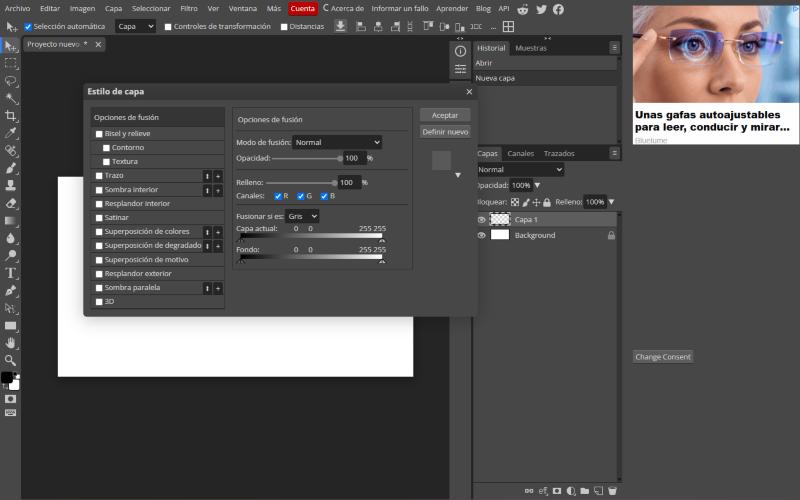 Archivo Editar Imagen Capa Seleccionar Filtro Ver Ventana Más Cuenta Acerca de Informar un fallo Aprender Blog API
Selección automática Capa Controles de transformación Distancias
Proyecto nuevo * ×
Estilo de capa
Opciones de fusión
Bisel y relieve
Contorno
Textura
Trazo
Sombra interior
Resplandor interior
Satinar
Superposición de colores
Superposición de degradado
Superposición de motivo
Resplandor exterior
Sombra paralela
3D
Opciones de fusión
Modo de fusión: Normal
Opacidad: 100 %
Relleno: 100 %
Canales: R G B
Fusionar si es: Gris
Capa actual: 0 0 255 255
Fondo: 0 0 255 255
Aceptar
Definir nuevo
Historial Muestras
Abrir
Nueva capa
Capas Canales Trazados
Normal
Opacidad: 100%
Bloquear: Relleno: 100%
Capa 1
Background
Unas gafas autoajustables
para leer, conducir y mirar...
Bluetume
Change Consent